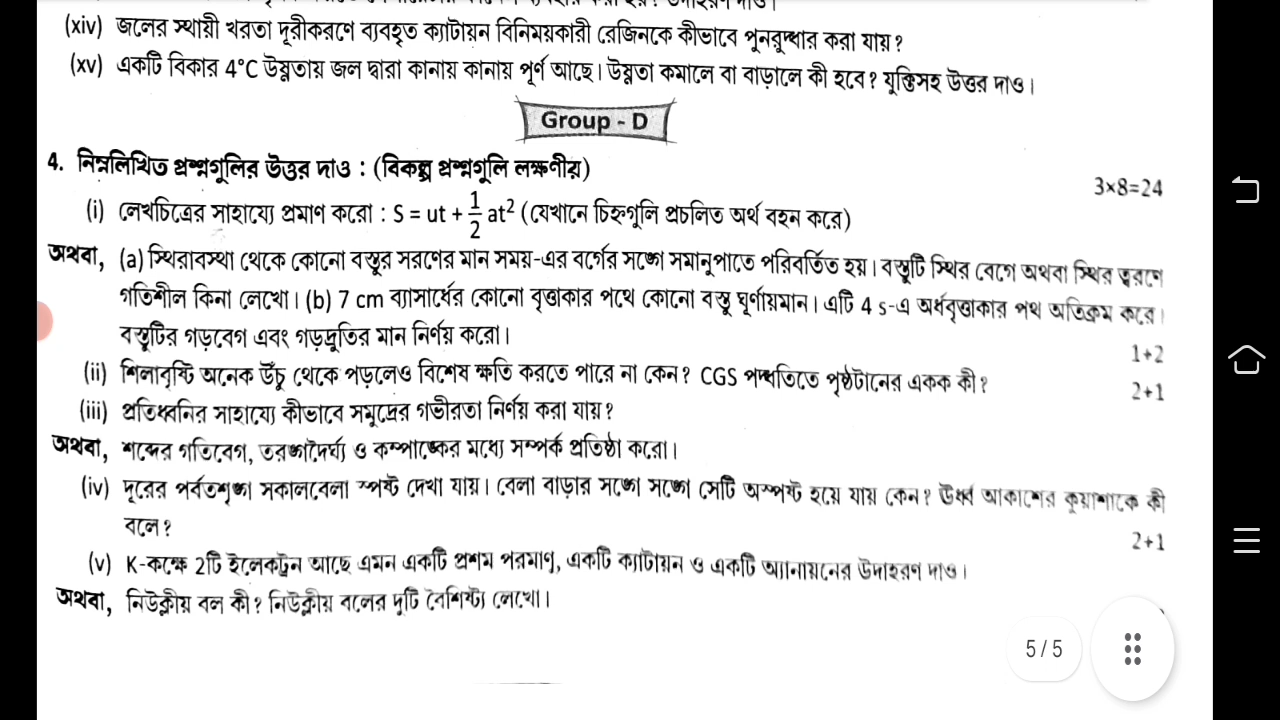 (xiv) জলের স্থায়ী খরতা দূরীকরণে ব্যবহৃত ক্যাটায়ন বিনিময়কারী রেজিনকে কীভাবে পুনরুদ্ধার করা যায়?
(xv) একটি বিকার 4°C উষ্ণতায় জল দ্বারা কানায় কানায় পূর্ণ আছে। উষ্ণতা কমালে বা বাড়ালে কী হবে? যুক্তিসহ উত্তর দাও।
Group - D
4. নিম্নলিখিত প্রশ্নগুলির উত্তর দাও : (বিকল্প প্রশ্নগুলি লক্ষণীয়)
3×8=24
(i) লেখচিত্রের সাহায্যে প্রমাণ করো : S = ut + 1/2 at² (যেখানে চিহ্নগুলি প্রচলিত অর্থ বহন করে)
অথবা, (a) স্থিরাবস্থা থেকে কোনো বস্তুর সরণের মান সময়-এর বর্গের সঙ্গে সমানুপাতে পরিবর্তিত হয়। বস্তুটি স্থির বেগে অথবা স্থির ত্বরণে
গতিশীল কিনা লেখো। (b) 7 cm ব্যাসার্ধের কোনো বৃত্তাকার পথে কোনো বস্তু ঘূর্ণায়মান। এটি 4 s-এ অর্ধবৃত্তাকার পথ অতিক্রম করে।
বস্তুটির গড়বেগ এবং গড়দ্রুতির মান নির্ণয় করো।
1+2
(ii) শিলাবৃষ্টি অনেক উঁচু থেকে পড়লেও বিশেষ ক্ষতি করতে পারে না কেন? CGS পদ্ধতিতে পৃষ্ঠটানের একক কী?
2+1
(iii) প্রতিধ্বনির সাহায্যে কীভাবে সমুদ্রের গভীরতা নির্ণয় করা যায়?
অথবা, শব্দের গতিবেগ, তরঙ্গদৈর্ঘ্য ও কম্পাঙ্কের মধ্যে সম্পর্ক প্রতিষ্ঠা করো।
(iv) দূরের পর্বতশৃঙ্গ সকালবেলা স্পষ্ট দেখা যায়। বেলা বাড়ার সঙ্গে সঙ্গে সেটি অস্পষ্ট হয়ে যায় কেন? ঊর্ধ্ব আকাশের কুয়াশাকে কী
বলে?
2+1
(v) K-কক্ষে 2টি ইলেকট্রন আছে এমন একটি প্রশম পরমাণু, একটি ক্যাটায়ন ও একটি অ্যানায়নের উদাহরণ দাও।
অথবা, নিউক্লীয় বল কী? নিউক্লীয় বলের দুটি বৈশিষ্ট্য লেখো।
5 / 5